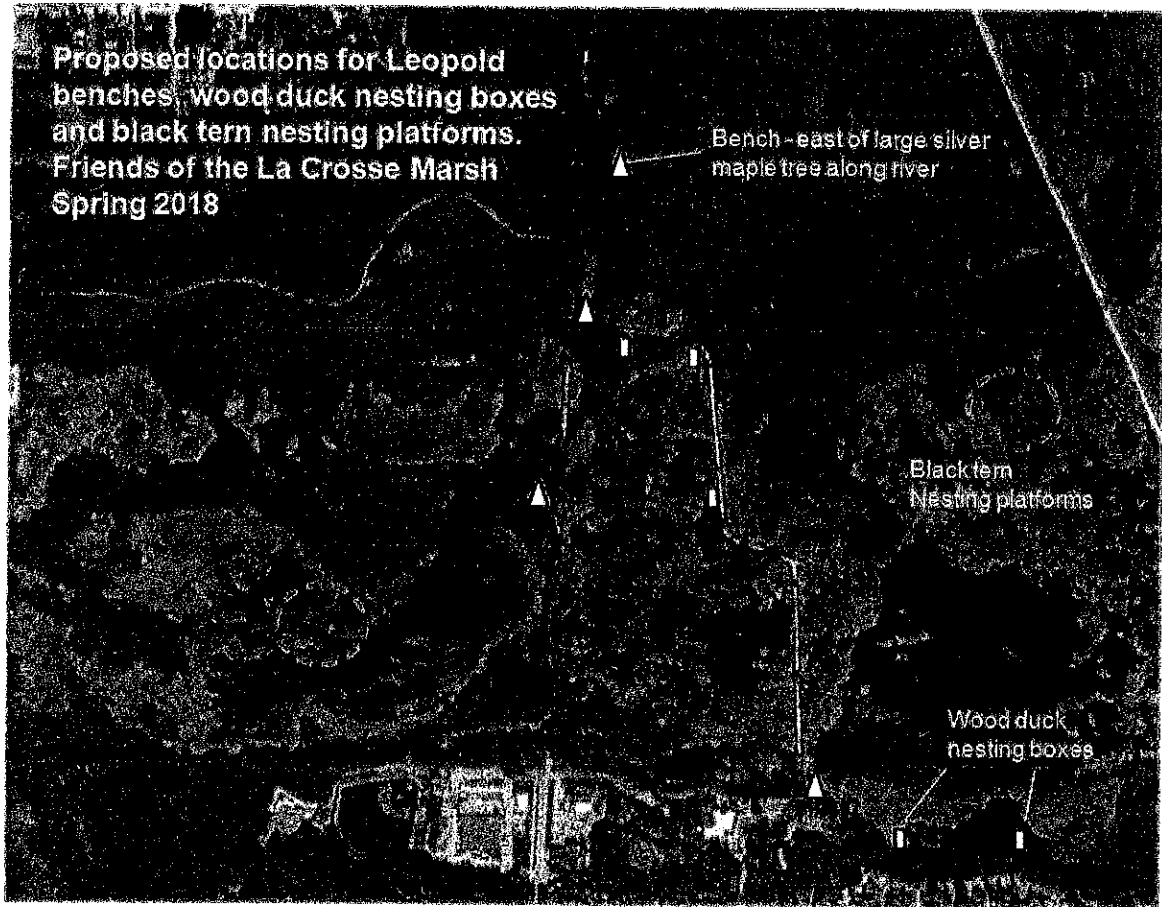 Proposed locations for Leopold
benches, wood duck nesting boxes
and black tern nesting platforms.
Friends of the La Crosse Marsh
Spring 2018
Bench - east of large silver
maple tree along river
Black tern
Nesting platforms
Wood duck
nesting boxes